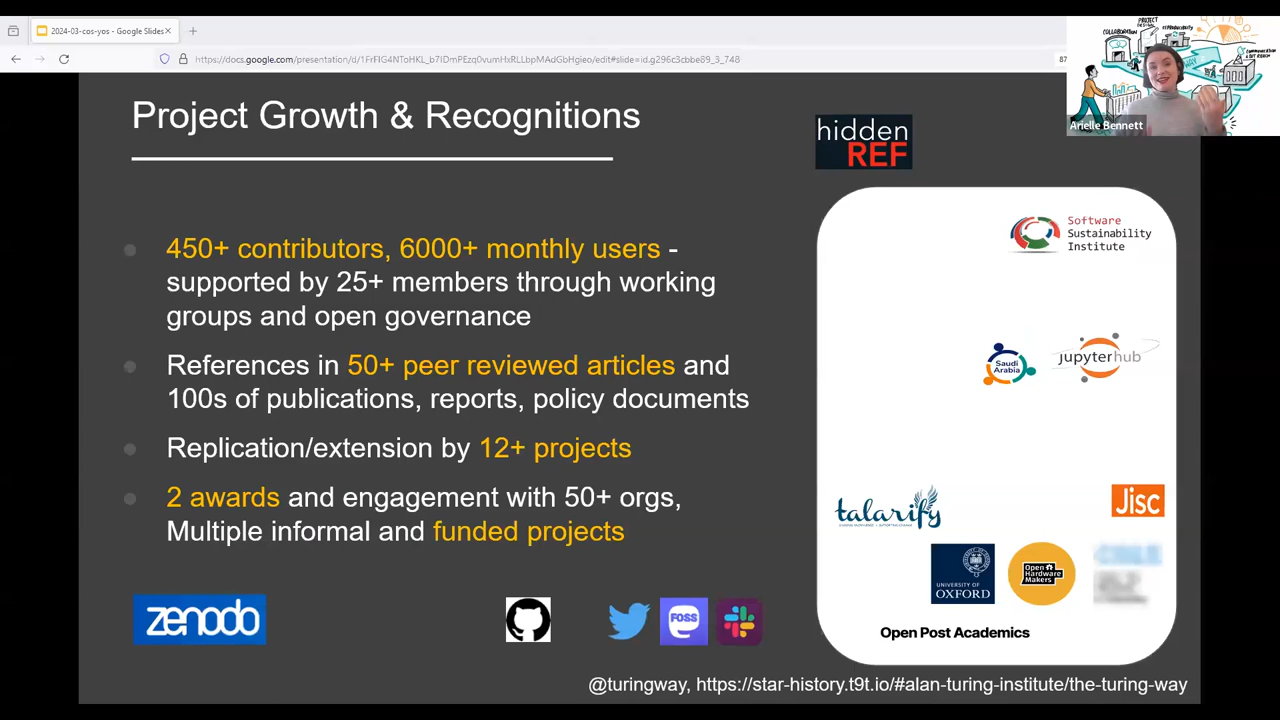 2024-03-cos-yos - Google Slides
COLLABORATION
PROJECT
Arielle Bennett
Project Growth & Recognitions
hidden
REF
450+ contributors, 6000+ monthly users -
supported by 25+ members through working
groups and open governance
References in 50+ peer reviewed articles and
100s of publications, reports, policy documents
Replication/extension by 12+ projects
2 awards and engagement with 50+ orgs,
Multiple informal and funded projects
zenodo
FOSS
Software
Sustainability
Institute
Saudi
Arabia
jupyterhub
talarify
Jisc
UNIVERSITY OF
OXFORD
Open
Hardware
Makers
Open Post Academics
@turingway, https://star-history.t9t.io/#alan-turing-institute/the-turing-way